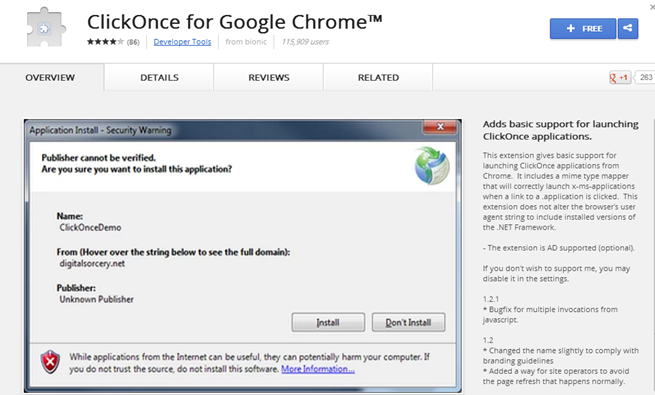 ClickOnce for Google Chrome™
(86) Developer Tools from bionic 115,909 users
+ FREE
OVERVIEW DETAILS REVIEWS RELATED
g +1 263
Application Install - Security Warning
Publisher cannot be verified.
Are you sure you want to install this application?
Name:
ClickOnceDemo
From (Hover over the string below to see the full domain):
digitalsorcery.net
Publisher:
Unknown Publisher
Install Don't Install
While applications from the Internet can be useful, they can potentially harm your computer. If
you do not trust the source, do not install this software. More Information...
Adds basic support for launching
ClickOnce applications.
This extension gives basic support for
launching ClickOnce applications from
Chrome. It includes a mime type mapper
that will correctly launch x-ms-applications
when a link to a .application is clicked. This
extension does not alter the browser's user
agent string to include installed versions of
the .NET Framework.
- The extension is AD supported (optional).
If you don't wish to support me, you may
disable it in the settings.
1.2.1
* Bugfix for multiple invocations from
javascript.
1.2
* Changed the name slightly to comply with
branding guidelines
* Added a way for site operators to avoid
the page refresh that happens normally.